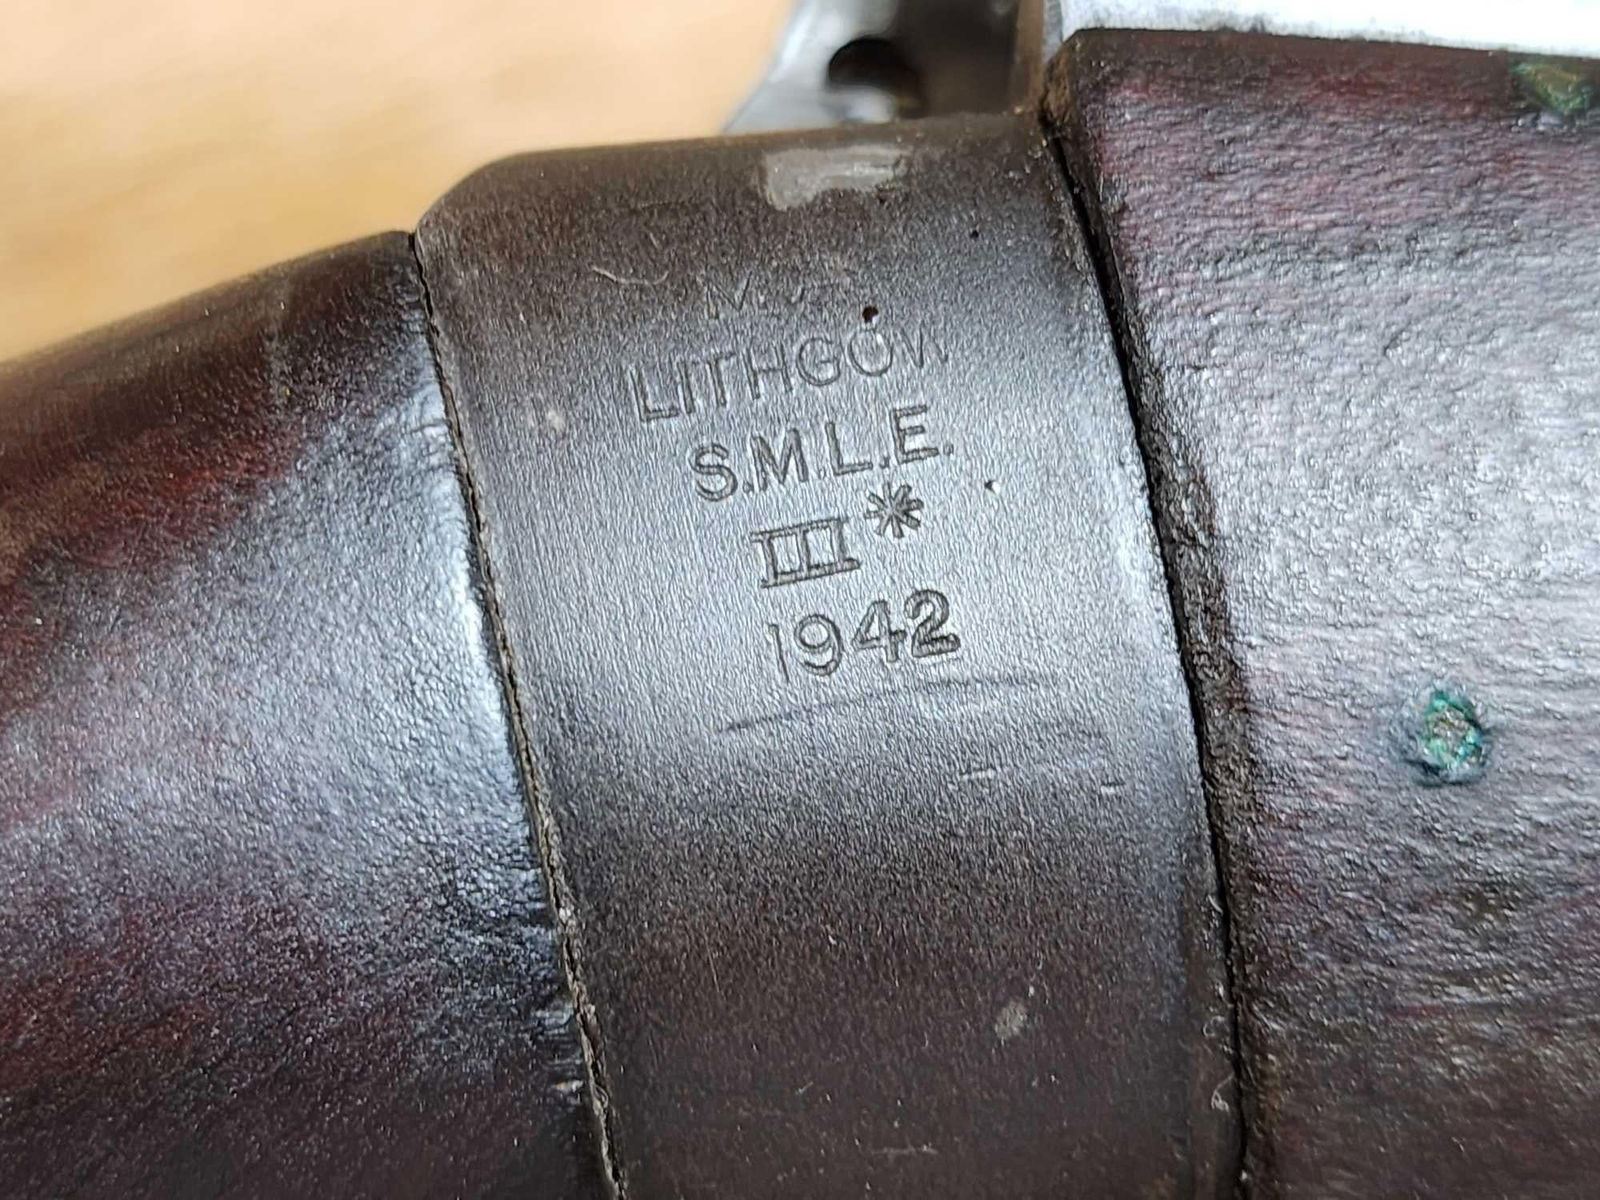 LITHGOW
S.M.L.E.
III*
1942